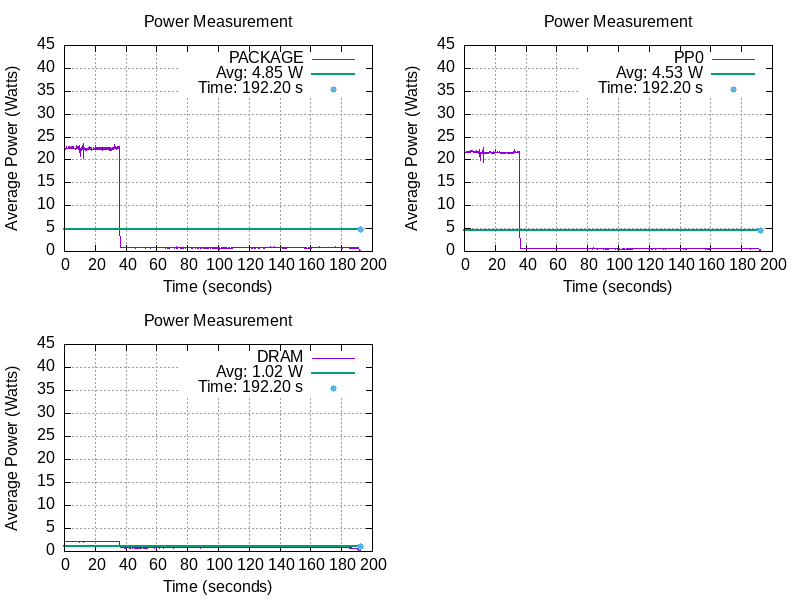 Power Measurement
45
40
35
30
25
20
15
10
5
0
Average Power (Watts)
PACKAGE
Avg: 4.85 W
Time: 192.20 s
0 20 40 60 80 100 120 140 160 180 200
Time (seconds)
Power Measurement
45
40
35
30
25
20
15
10
5
0
Average Power (Watts)
PP0
Avg: 4.53 W
Time: 192.20 s
0 20 40 60 80 100 120 140 160 180 200
Time (seconds)
Power Measurement
45
40
35
30
25
20
15
10
5
0
Average Power (Watts)
DRAM
Avg: 1.02 W
Time: 192.20 s
0 20 40 60 80 100 120 140 160 180 200
Time (seconds)